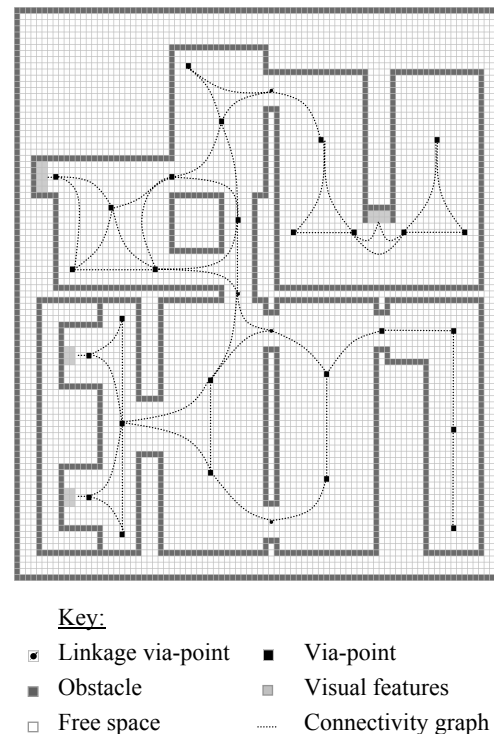 Key:
Linkage via-point Via-point
Obstacle Visual features
Free space Connectivity graph